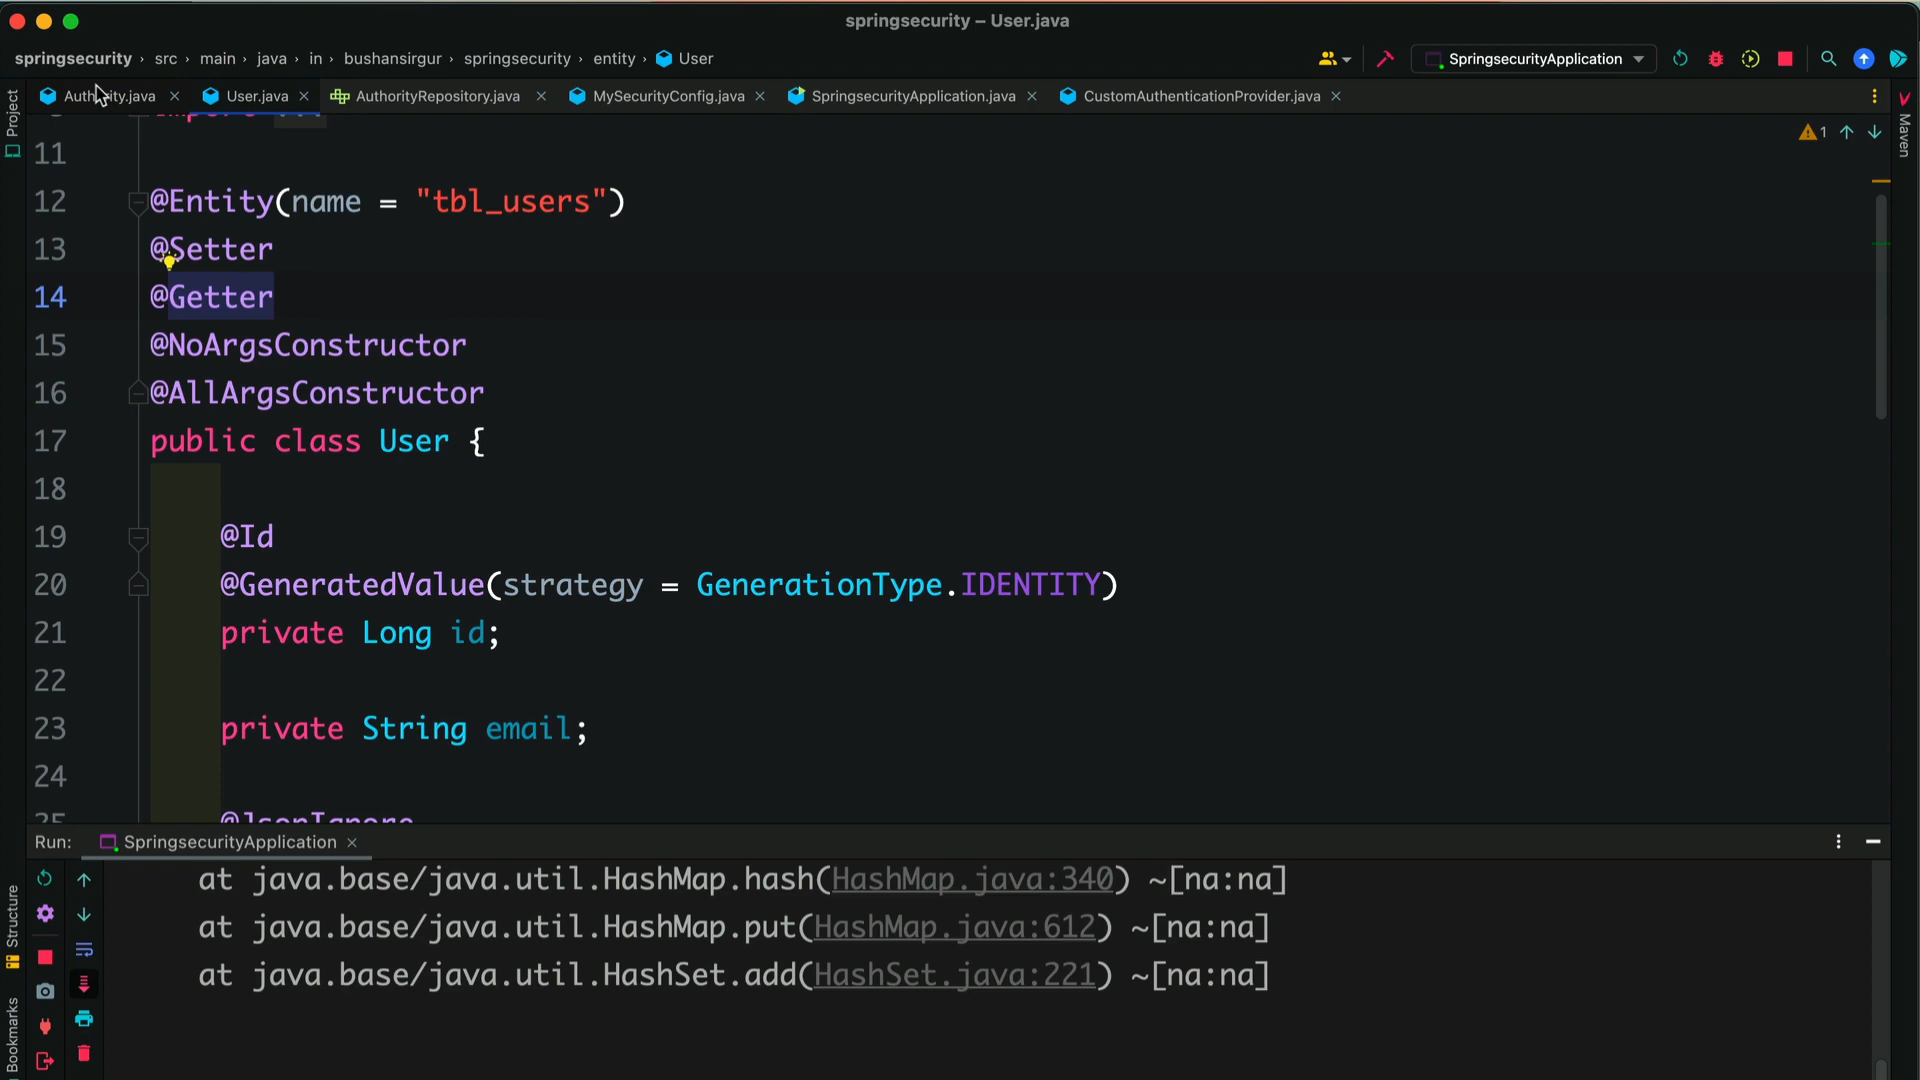 springsecurity – User.java
springsecurity › src › main › java › in › bushansirgur › springsecurity › entity › User
SpringsecurityApplication
Authority.java × User.java × AuthorityRepository.java × MySecurityConfig.java × SpringsecurityApplication.java × CustomAuthenticationProvider.java ×
Project
Maven
1
11
12 @Entity(name = "tbl_users")
13 @Setter
14 @Getter
15 @NoArgsConstructor
16 @AllArgsConstructor
17 public class User {
18
19 @Id
20 @GeneratedValue(strategy = GenerationType.IDENTITY)
21 private Long id;
22
23 private String email;
24
25 @JsonIgnore
Run: SpringsecurityApplication ×
at java.base/java.util.HashMap.hash(HashMap.java:340) ~[na:na]
at java.base/java.util.HashMap.put(HashMap.java:612) ~[na:na]
at java.base/java.util.HashSet.add(HashSet.java:221) ~[na:na]
Structure
Bookmarks